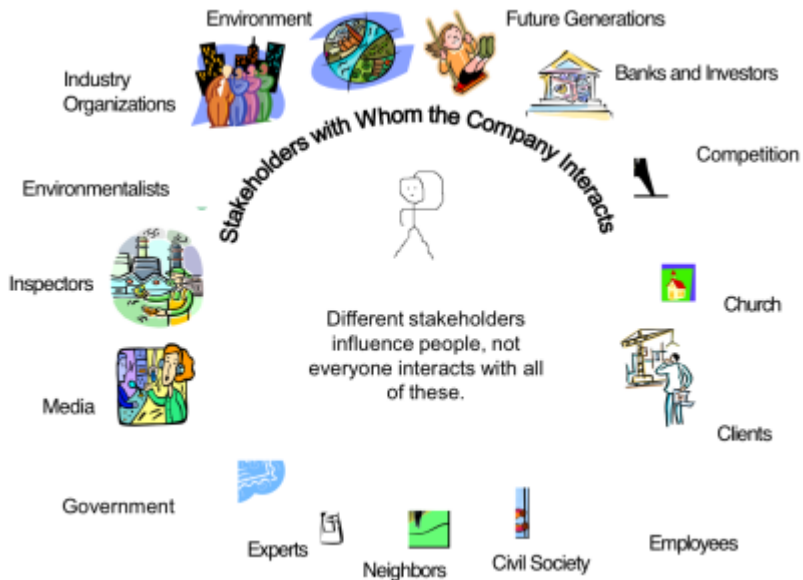 Environment
Future Generations
Industry
Organizations
Banks and Investors
Stakeholders with Whom the Company Interacts
Competition
Environmentalists
Inspectors
Church
Different stakeholders
influence people, not
everyone interacts with all
of these.
Media
Clients
Government
Experts
Neighbors
Civil Society
Employees